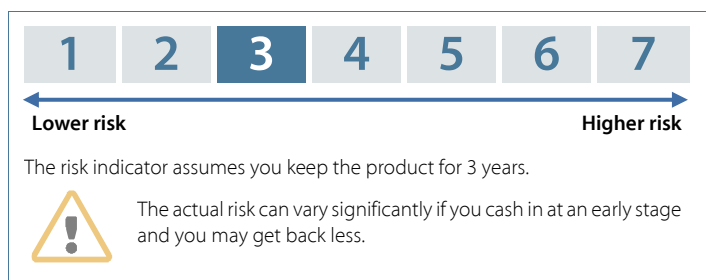 1 2 3 4 5 6 7
Lower risk Higher risk
The risk indicator assumes you keep the product for 3 years.
!
The actual risk can vary significantly if you cash in at an early stage
and you may get back less.